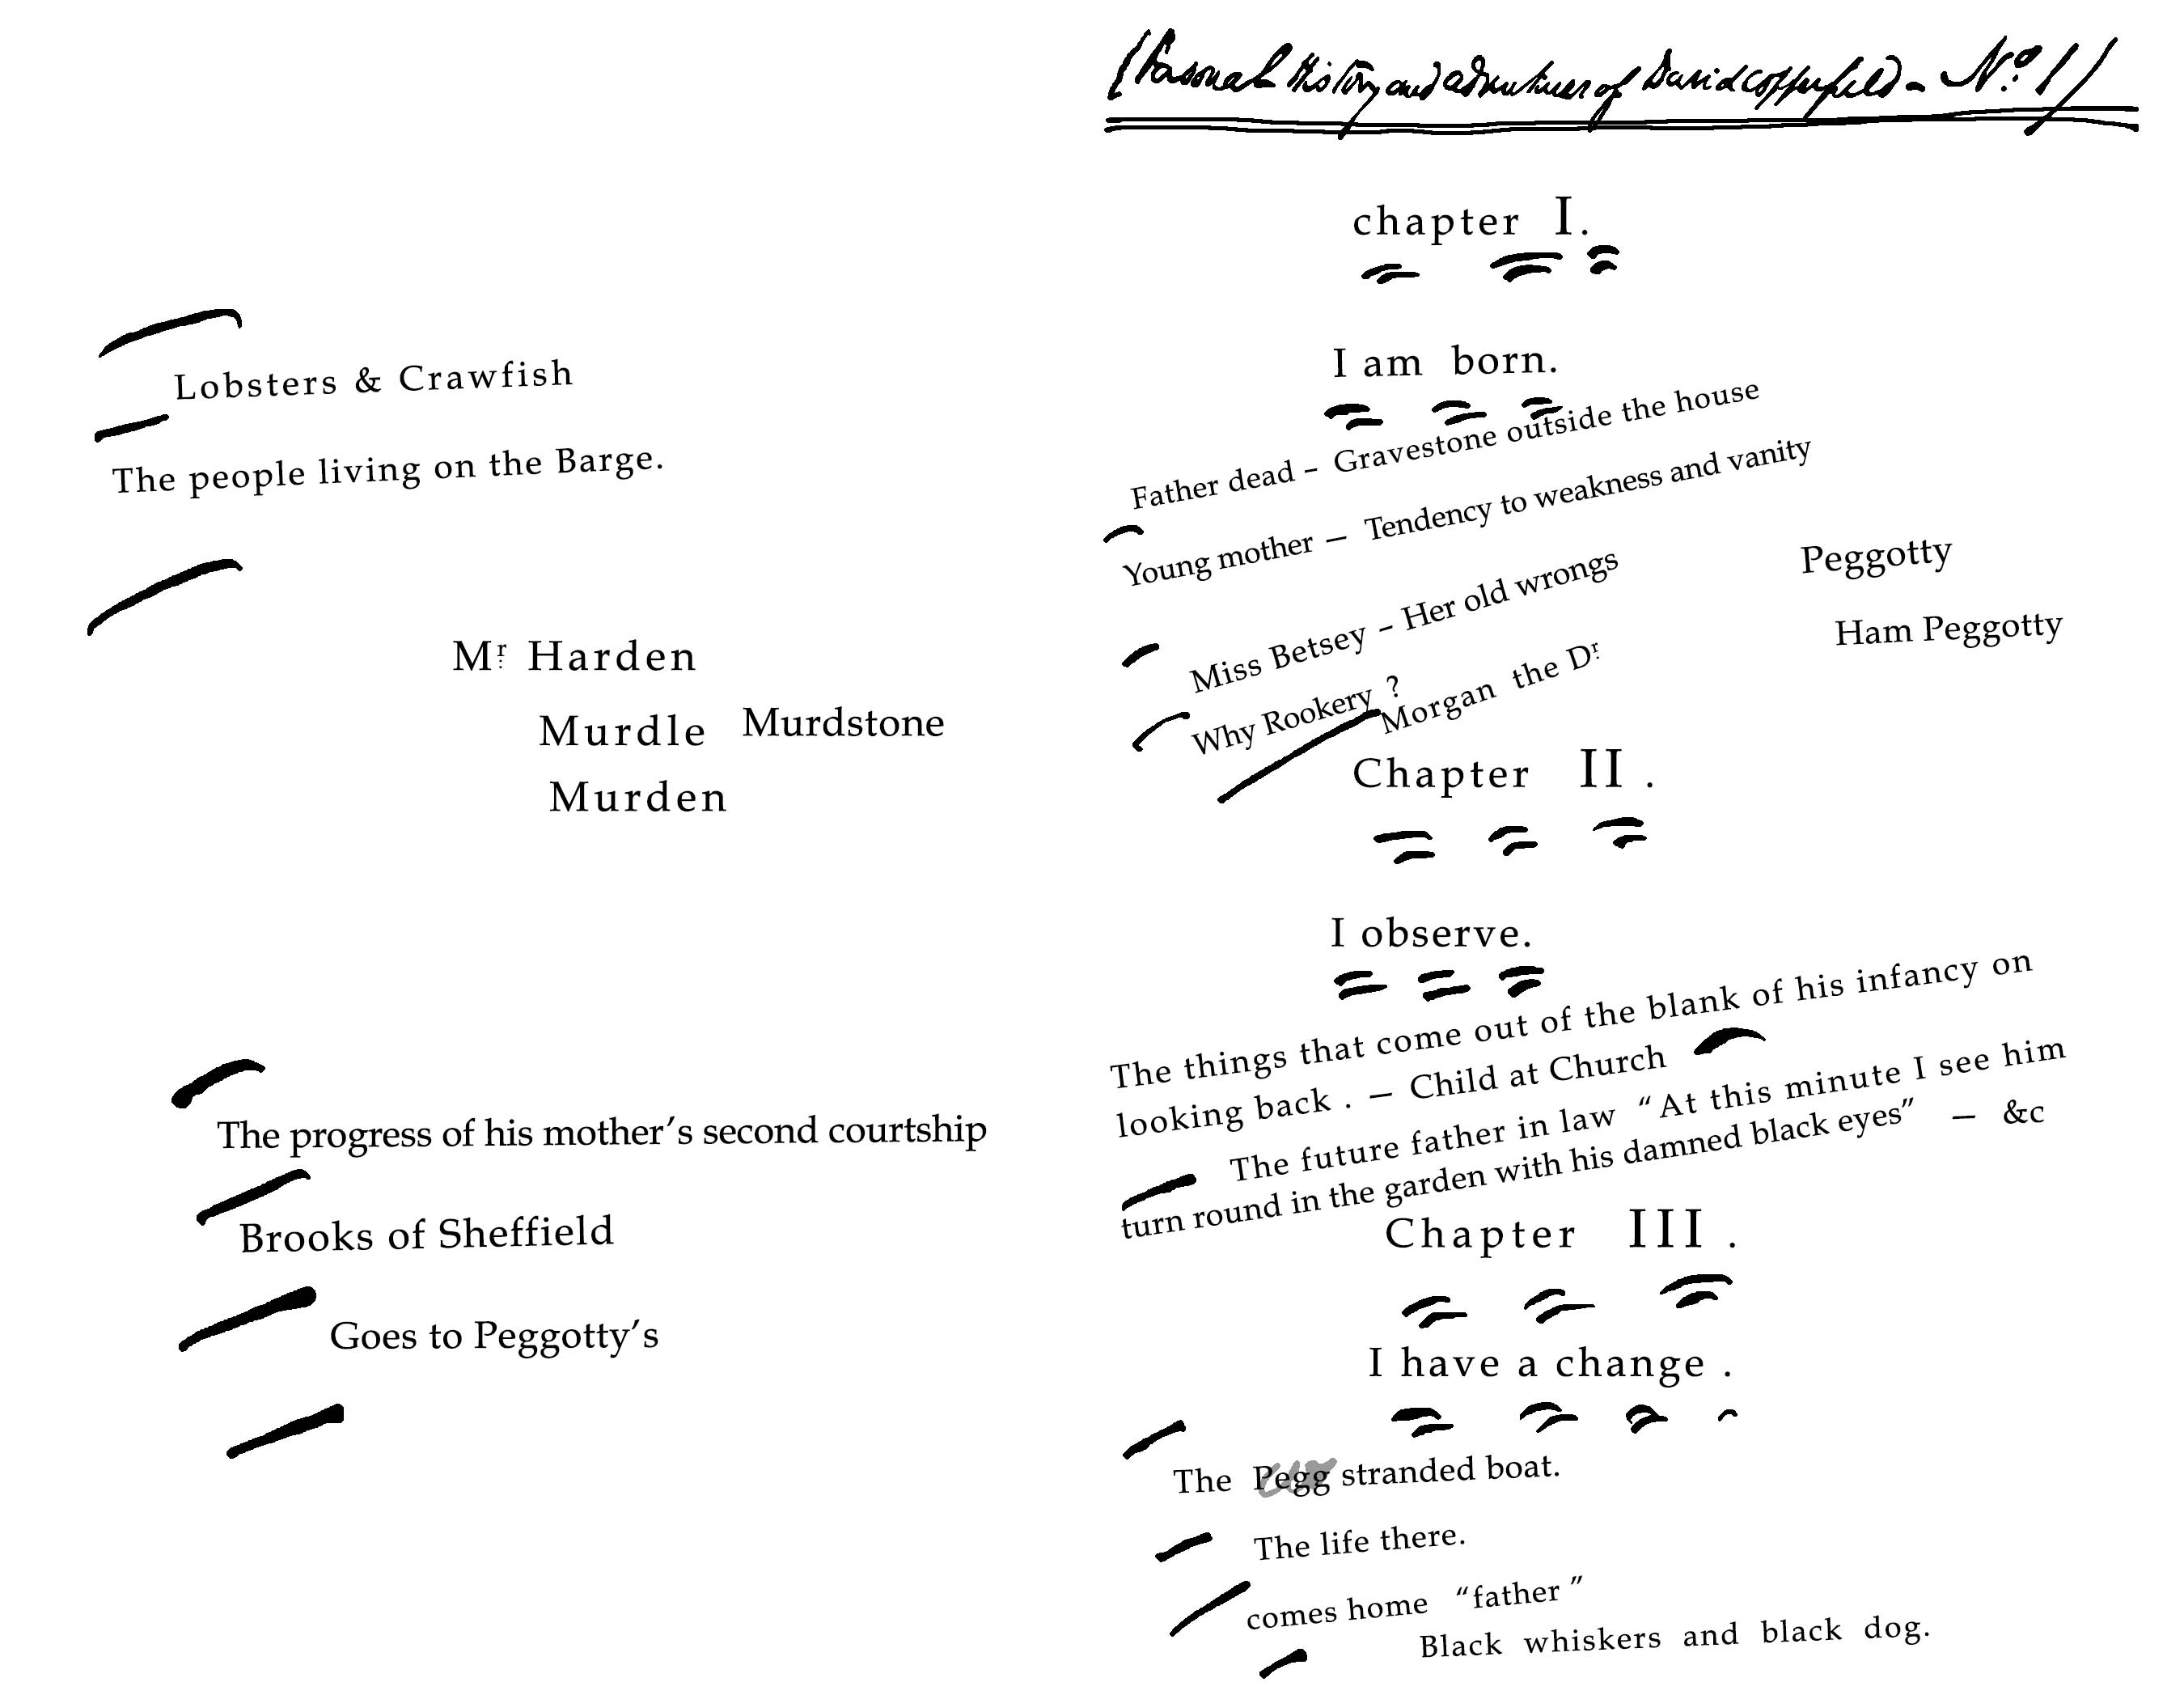 Lobsters & Crawfish
The people living on the Barge.
Mr. Harden
Murdle Murdstone
Murden
The progress of his mother's second courtship
Brooks of Sheffield
Goes to Peggotty's
(Personal History and adventures of David Copperfield - No. 1)
chapter I.
I am born.
Father dead – Gravestone outside the house
Young mother — Tendency to weakness and vanity
Peggotty
Miss Betsey – Her old wrongs
Ham Peggotty
Why Rookery ?
Morgan the Dr.
Chapter II .
I observe.
The things that come out of the blank of his infancy on
looking back . — Child at Church
The future father in law “At this minute I see him
turn round in the garden with his damned black eyes” — &c
Chapter III .
I have a change .
The Pegg stranded boat.
The life there.
comes home “father ”
Black whiskers and black dog.